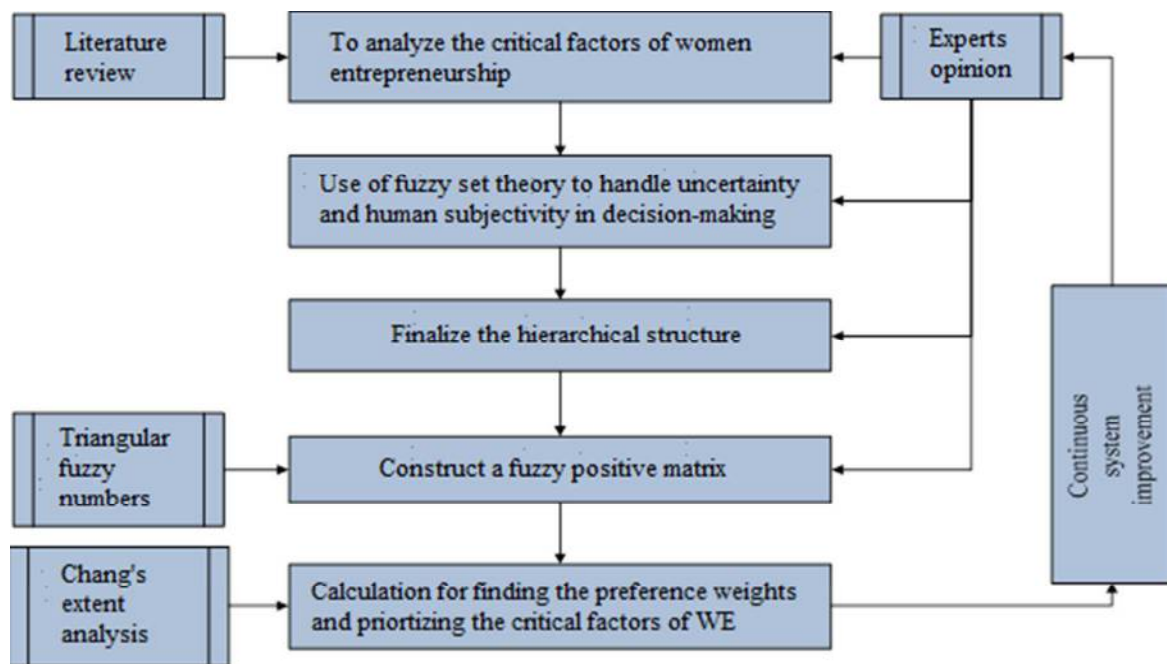 Literature
review
To analyze the critical factors of women
entrepreneurship
Experts
opinion
Use of fuzzy set theory to handle uncertainty
and human subjectivity in decision-making
Finalize the hierarchical structure
Triangular
fuzzy
numbers
Construct a fuzzy positive matrix
Continuous
system
improvement
Chang's
extent
analysis
Calculation for finding the preference weights
and priortizing the critical factors of WE